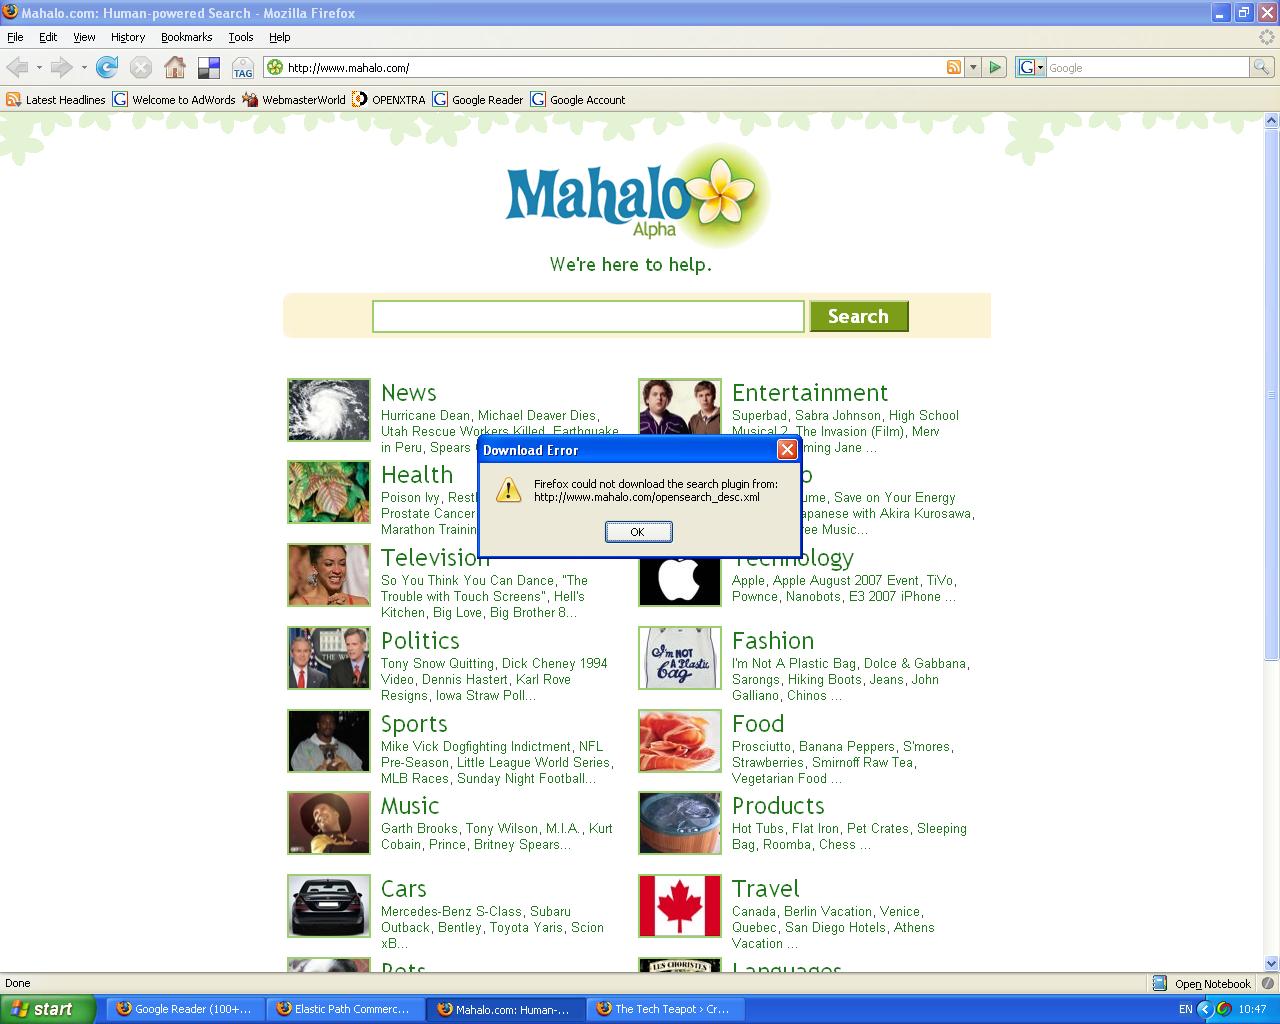 Mahalo.com: Human-powered Search - Mozilla Firefox
File Edit View History Bookmarks Tools Help
TAG http://www.mahalo.com/ G Google
Latest Headlines Welcome to AdWords WebmasterWorld OPENXTRA Google Reader Google Account
Mahalo
Alpha
We're here to help.
Search
News
Hurricane Dean, Michael Deaver Dies,
Utah Rescue Workers Killed, Earthquake
in Peru, Spears
Entertainment
Superbad, Sabra Johnson, High School
Musical 2, The Invasion (Film), Merv
ming Jane ...
Download Error
Firefox could not download the search plugin from:
http://www.mahalo.com/opensearch_desc.xml
OK
Health
Poison Ivy,
Prostate Cancer
Marathon Training
Save on Your Energy
apanese with Akira Kurosawa,
ree Music...
Television
So You Think You Can Dance, "The
Trouble with Touch Screens", Hell's
Kitchen, Big Love, Big Brother 8...
Technology
Apple, Apple August 2007 Event, TiVo,
Pownce, Nanobots, E3 2007 iPhone ...
Politics
Tony Snow Quitting, Dick Cheney 1994
Video, Dennis Hastert, Karl Rove
Resigns, Iowa Straw Poll...
Fashion
I'm Not A Plastic Bag, Dolce & Gabbana,
Sarongs, Hiking Boots, Jeans, John
Galliano, Chinos ...
I'm NOT
A Plastic
bag
Sports
Mike Vick Dogfighting Indictment, NFL
Pre-Season, Little League World Series,
MLB Races, Sunday Night Football...
Food
Prosciutto, Banana Peppers, S'mores,
Strawberries, Smirnoff Raw Tea,
Vegetarian Food ...
Music
Garth Brooks, Tony Wilson, M.I.A., Kurt
Cobain, Prince, Britney Spears...
Products
Hot Tubs, Flat Iron, Pet Crates, Sleeping
Bag, Roomba, Chess ...
Cars
Mercedes-Benz S-Class, Subaru
Outback, Bentley, Toyota Yaris, Scion
xB...
Travel
Canada, Berlin Vacation, Venice,
Quebec, San Diego Hotels, Athens
Vacation ...
Pets
LES CHORISTES
Languages
Done Open Notebook
start Google Reader (100+... Elastic Path Commerc... Mahalo.com: Human-... The Tech Teapot › Cr... EN 10:47